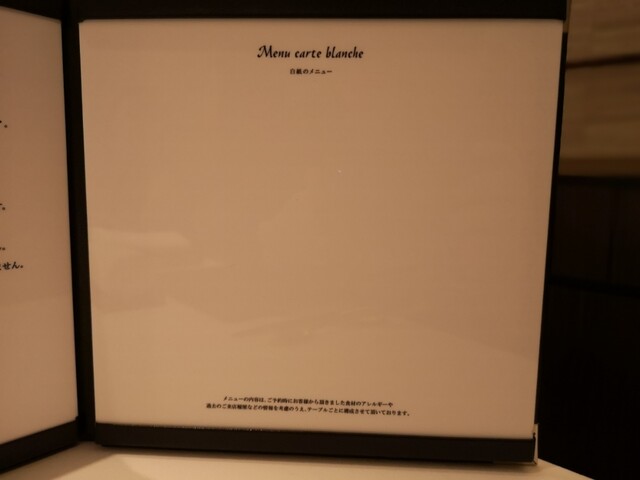 せん。
Menu carte blanche
白紙のメニュー
メニューの内容は、ご予約時にお客様から頂きました食材のアレルギーや
過去のご来店履歴などの情報を考慮のうえ、テーブルごとに構成させて頂いております。